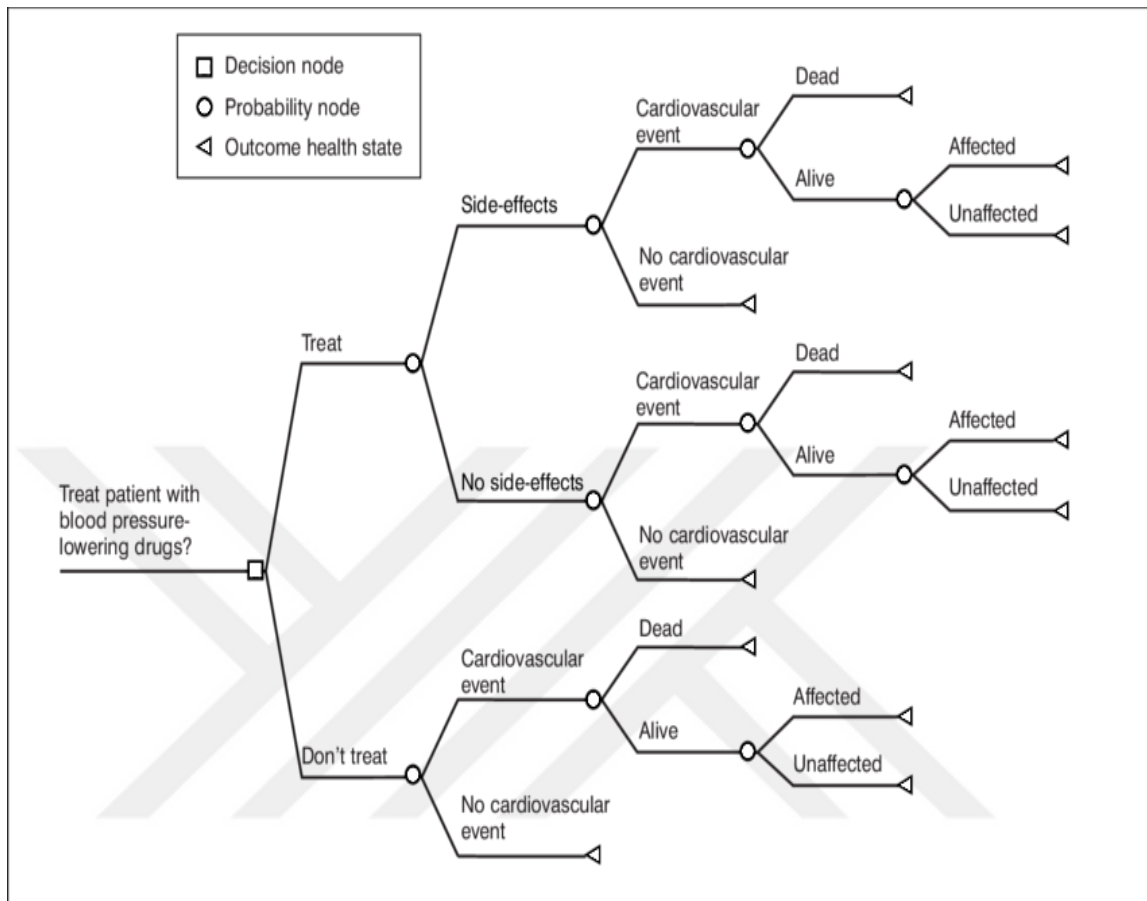 Decision node
Probability node
Outcome health state
Dead
Cardiovascular
event
Affected
Alive
Side-effects
Unaffected
No cardiovascular
event
Treat
Dead
Cardiovascular
event
Affected
Alive
No side-effects
Unaffected
Treat patient with
blood pressure-
lowering drugs?
No cardiovascular
event
Dead
Cardiovascular
event
Affected
Alive
Don't treat
Unaffected
No cardiovascular
event